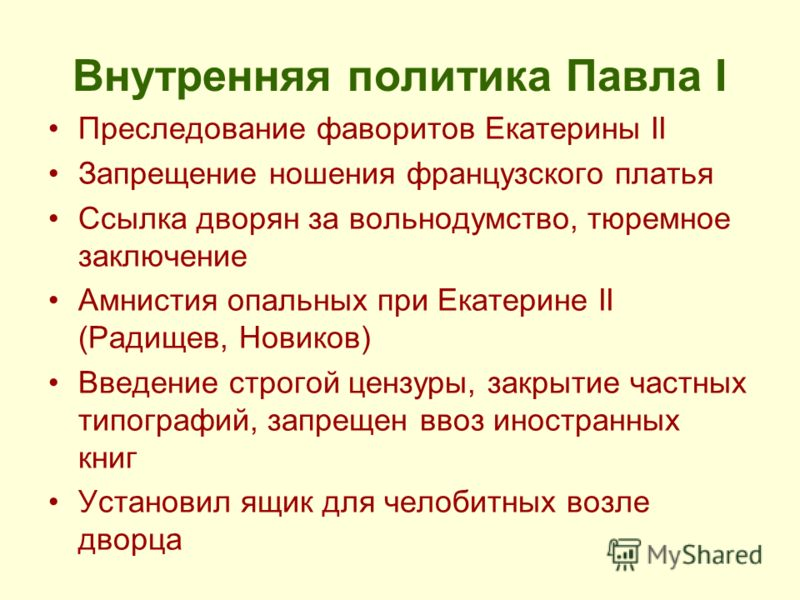 Внутренняя политика Павла I
• Преследование фаворитов Екатерины II
• Запрещение ношения французского платья
• Ссылка дворян за вольнодумство, тюремное
заключение
• Амнистия опальных при Екатерине II
(Радищев, Новиков)
• Введение строгой цензуры, закрытие частных
типографий, запрещен ввоз иностранных
книг
• Установил ящик для челобитных возле
дворца
MyShared